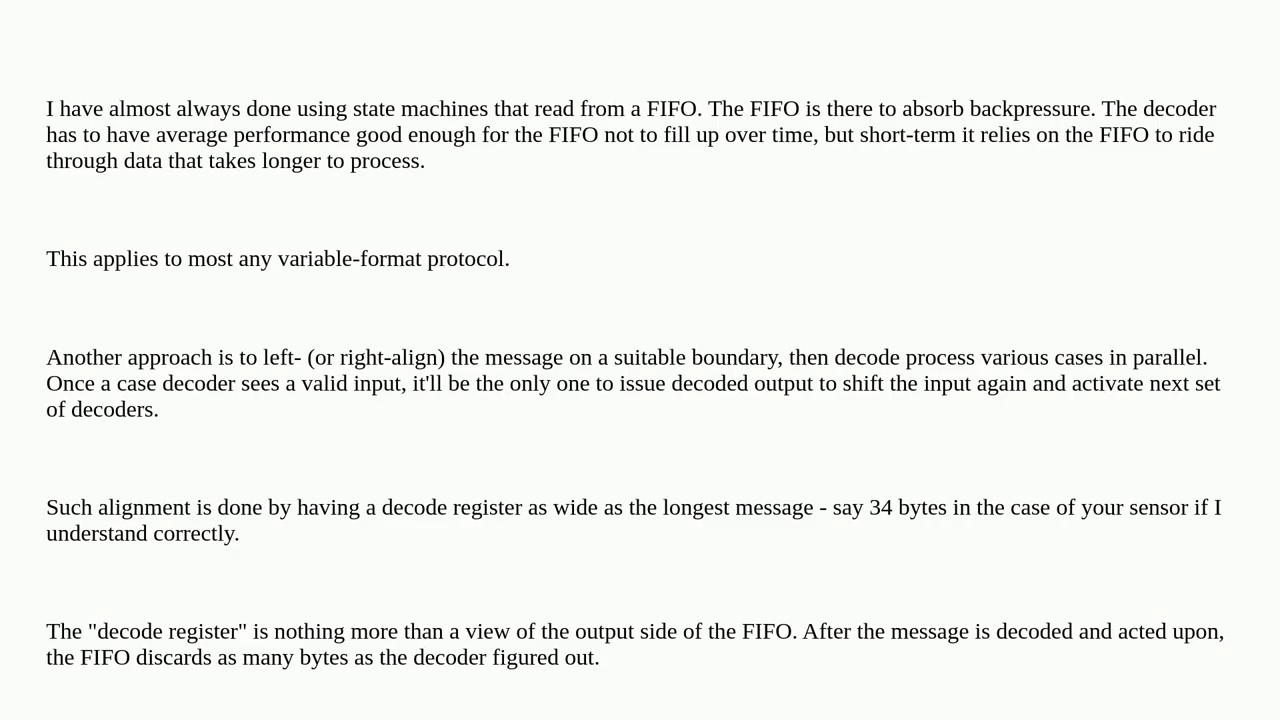 I have almost always done using state machines that read from a FIFO. The FIFO is there to absorb backpressure. The decoder
has to have average performance good enough for the FIFO not to fill up over time, but short-term it relies on the FIFO to ride
through data that takes longer to process.
This applies to most any variable-format protocol.
Another approach is to left- (or right-align) the message on a suitable boundary, then decode process various cases in parallel.
Once a case decoder sees a valid input, it'll be the only one to issue decoded output to shift the input again and activate next set
of decoders.
Such alignment is done by having a decode register as wide as the longest message - say 34 bytes in the case of your sensor if I
understand correctly.
The "decode register" is nothing more than a view of the output side of the FIFO. After the message is decoded and acted upon,
the FIFO discards as many bytes as the decoder figured out.